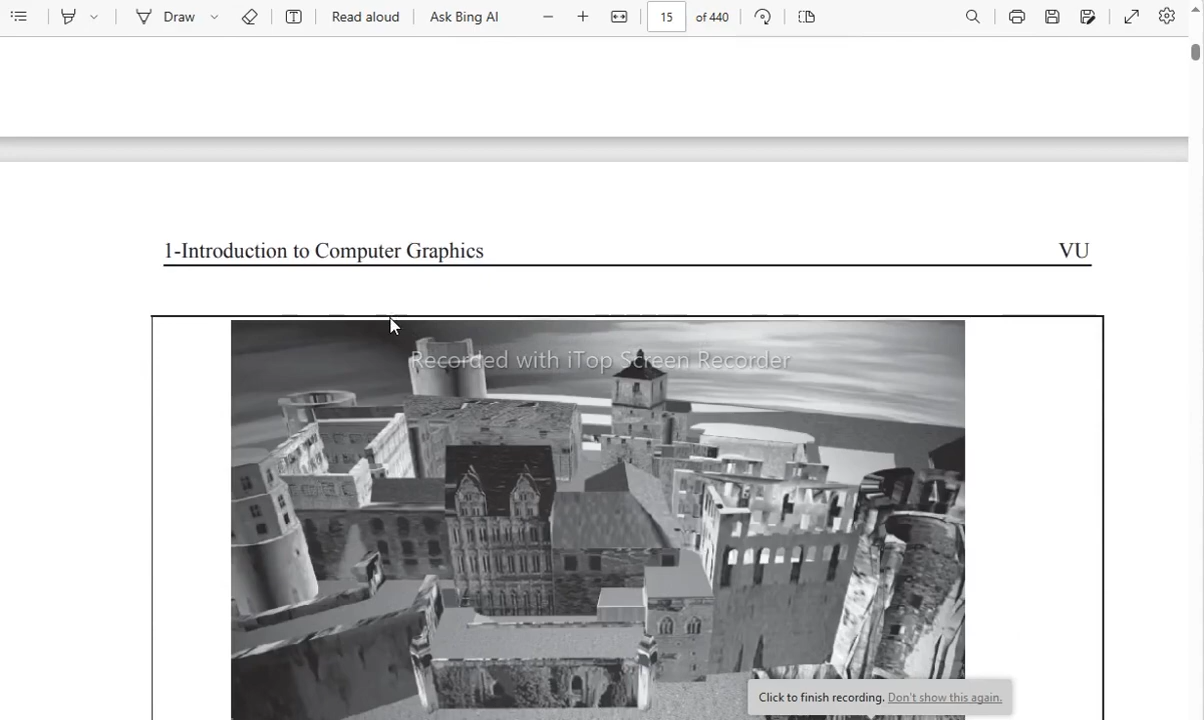 Draw
Read aloud
Ask Bing AI
15 of 440
1-Introduction to Computer Graphics VU
Recorded with iTop Screen Recorder
Click to finish recording. Don't show this again.